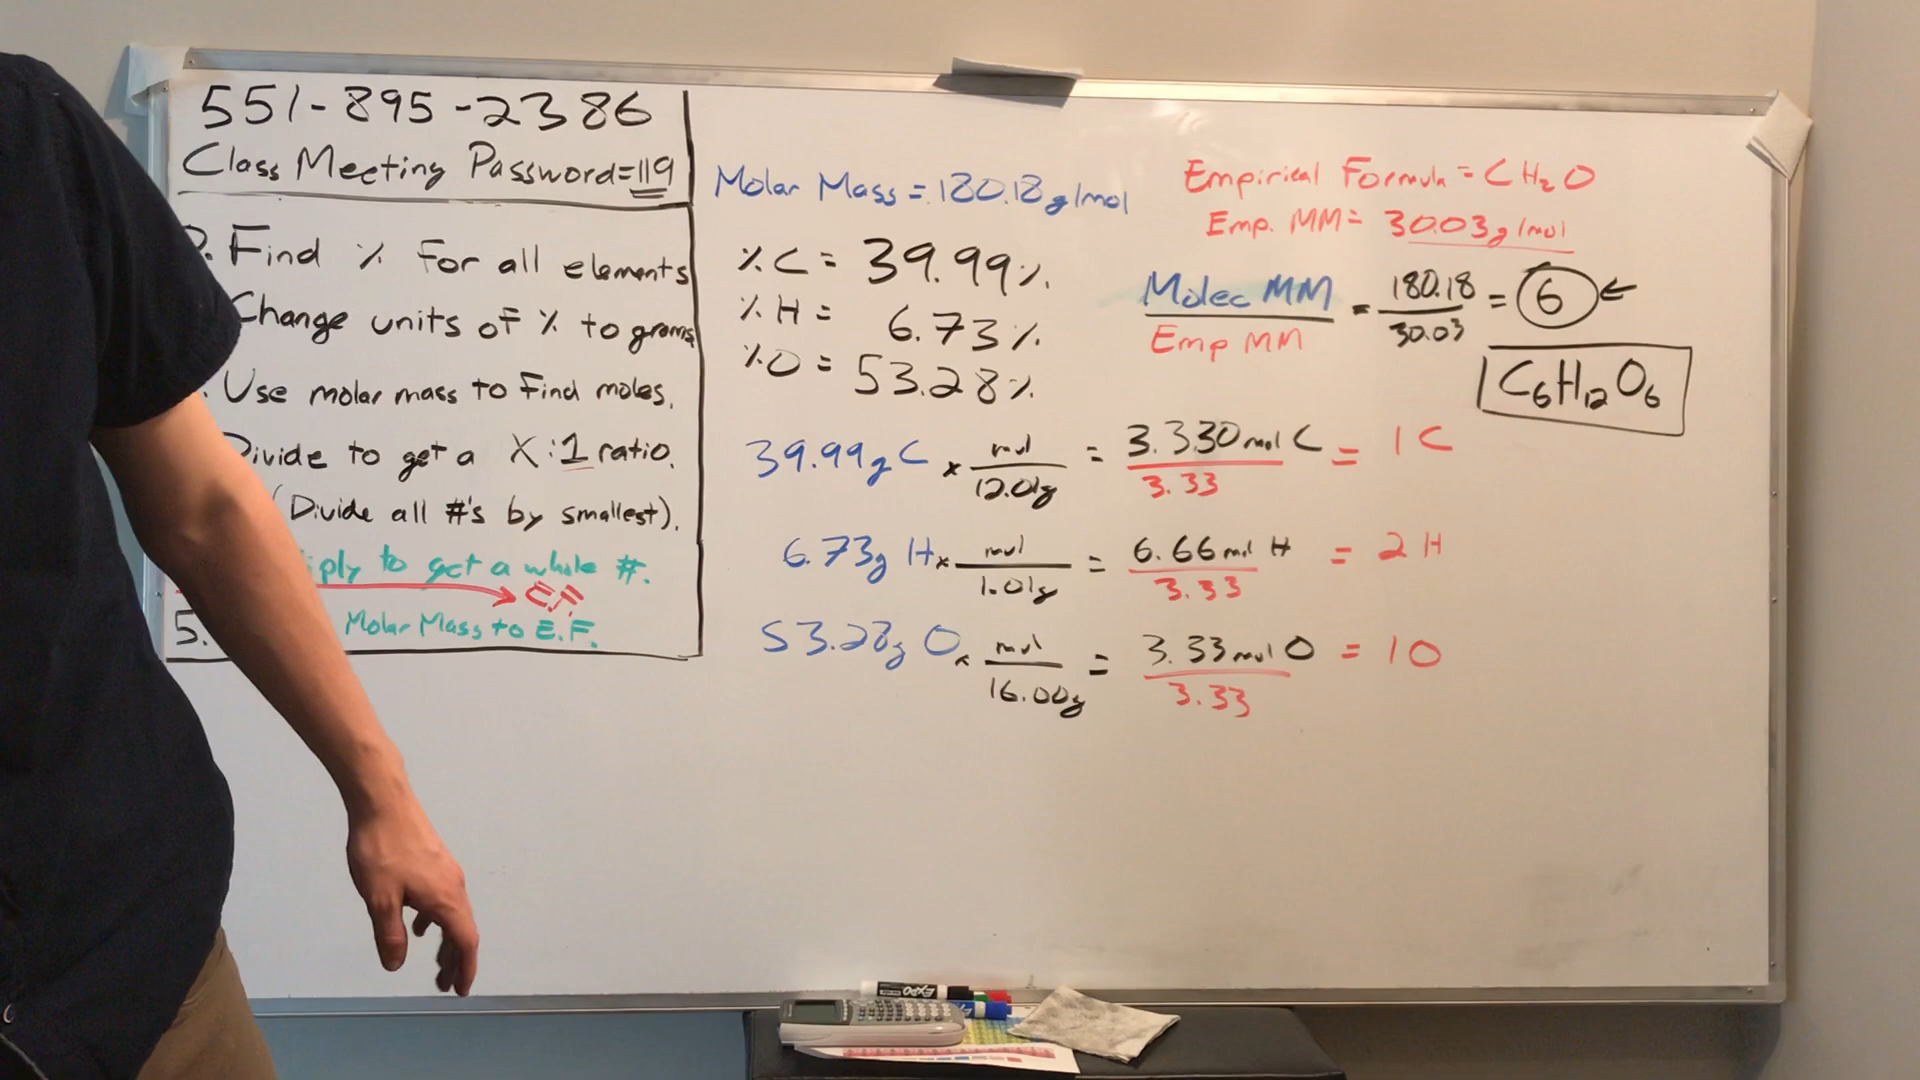 551-895-2386
Class Meeting Password=119
. Find % for all elements
Change units of % to grams
. Use molar mass to find moles.
Divide to get a X:1 ratio.
(Divide all #'s by smallest).
iply to get a whole #.
E.F.
5. Molar Mass to E.F.
Molar Mass = 180.18 g/mol
%C = 39.99%
%H = 6.73%
%O = 53.28%
Empirical Formula = CH₂O
Emp. MM = 30.03g/mol
Molec MM / Emp MM = 180.18 / 30.03 = 6 ←
C₆H₁₂O₆
39.99g C x mol / 12.01g = 3.330 mol C / 3.33 = 1 C
6.73g H x mol / 1.01g = 6.66 mol H / 3.33 = 2 H
53.28g O x mol / 16.00g = 3.33 mol O / 3.33 = 1 O
EXPO